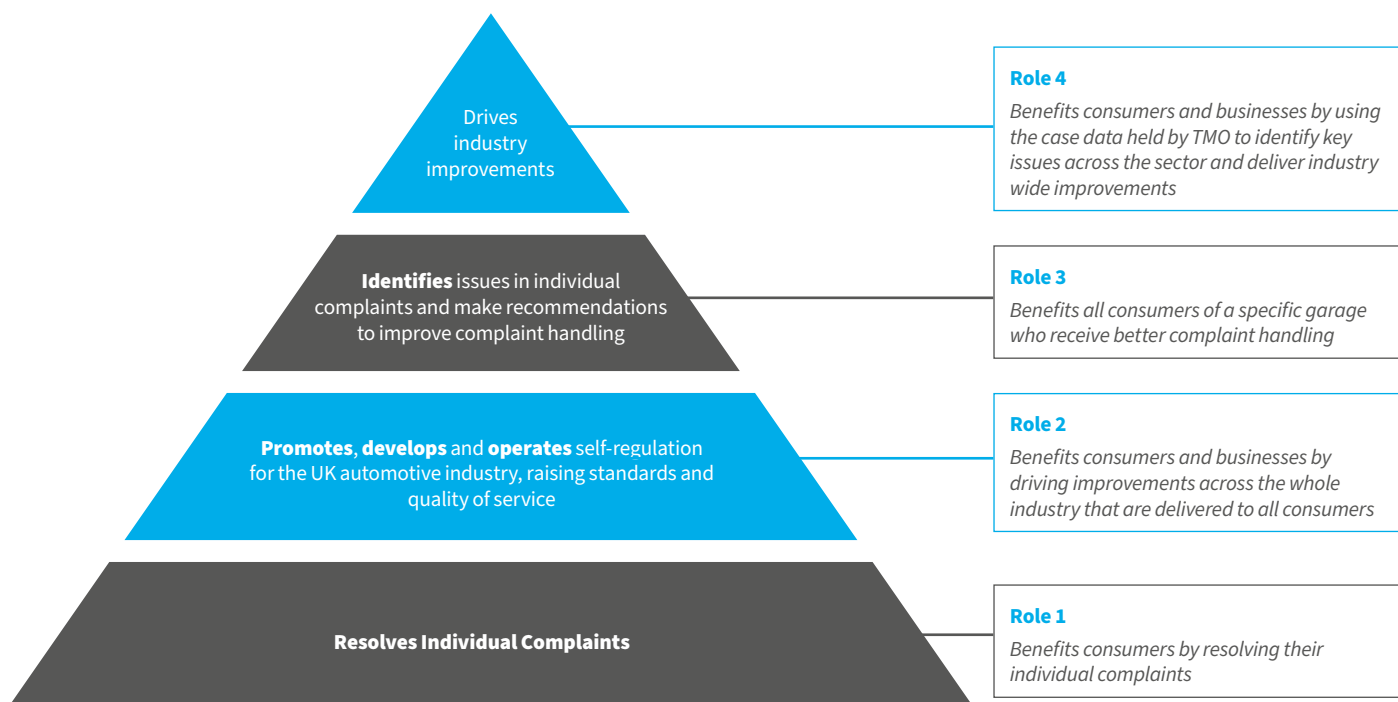 Drives
industry
improvements
Role 4
Benefits consumers and businesses by using
the case data held by TMO to identify key
issues across the sector and deliver industry
wide improvements
Identifies issues in individual
complaints and make recommendations
to improve complaint handling
Role 3
Benefits all consumers of a specific garage
who receive better complaint handling
Promotes, develops and operates self-regulation
for the UK automotive industry, raising standards and
quality of service
Role 2
Benefits consumers and businesses by
driving improvements across the whole
industry that are delivered to all consumers
Resolves Individual Complaints
Role 1
Benefits consumers by resolving their
individual complaints